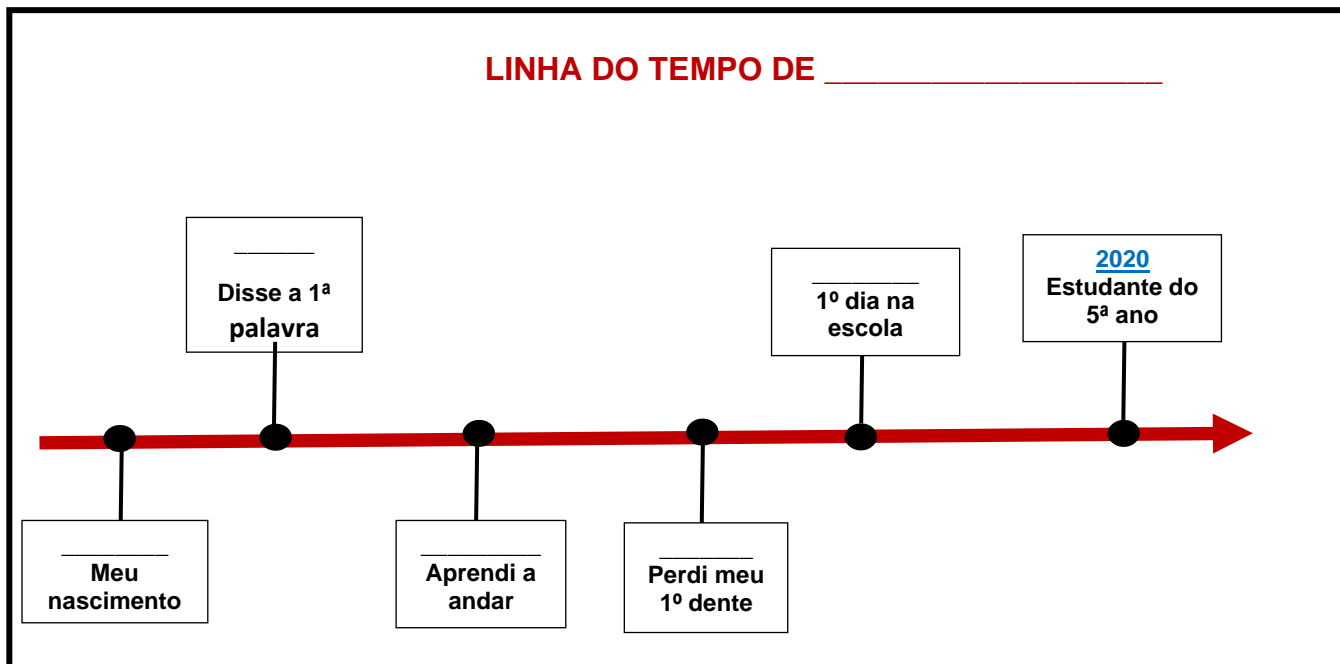 LINHA DO TEMPO DE ____________________
______
Disse a 1ª
palavra
________
1º dia na
escola
2020
Estudante do
5ª ano
________
Meu
nascimento
_________
Aprendi a
andar
_______
Perdi meu
1º dente